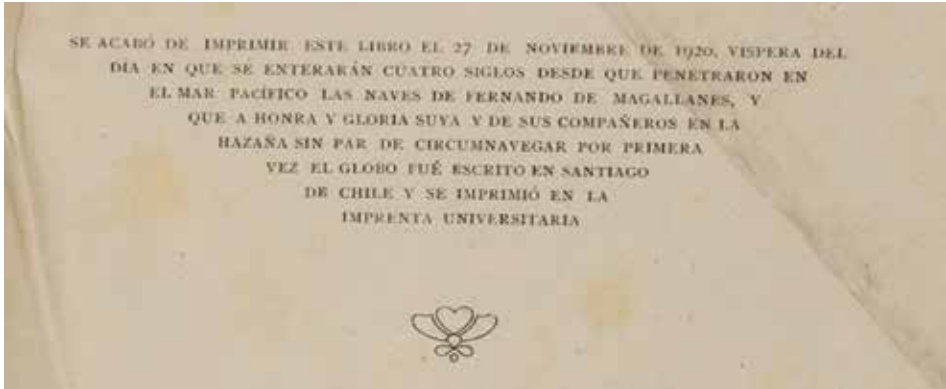 SE ACABÓ DE IMPRIMIR ESTE LIBRO EL 27 DE NOVIEMBRE DE 1920, VISPERA DEL
DIA EN QUE SE ENTERARÁN CUATRO SIGLOS DESDE QUE PENETRARON EN
EL MAR PACÍFICO LAS NAVES DE FERNANDO DE MAGALLANES, Y
QUE A HONRA Y GLORIA SUYA Y DE SUS COMPAÑEROS EN LA
HAZAÑA SIN PAR DE CIRCUMNAVEGAR POR PRIMERA
VEZ EL GLOBO FUÉ ESCRITO EN SANTIAGO
DE CHILE Y SE IMPRIMIÓ EN LA
IMPRENTA UNIVERSITARIA